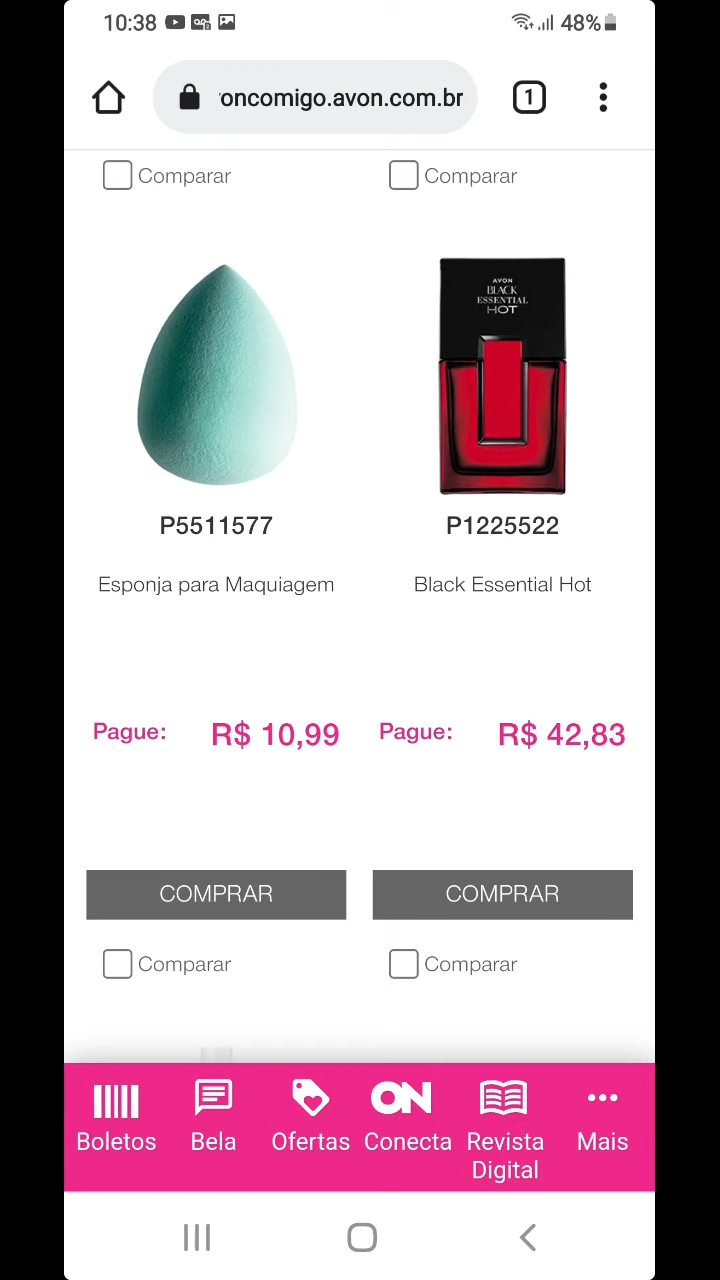 10:38
48%
oncomigo.avon.com.br
1
Comparar
Comparar
AVON
BLACK
ESSENTIAL
HOT
P5511577
P1225522
Esponja para Maquiagem
Black Essential Hot
Pague: R$ 10,99
Pague: R$ 42,83
COMPRAR
COMPRAR
Comparar
Comparar
Boletos
Bela
Ofertas
ON
Conecta
Revista
Digital
Mais